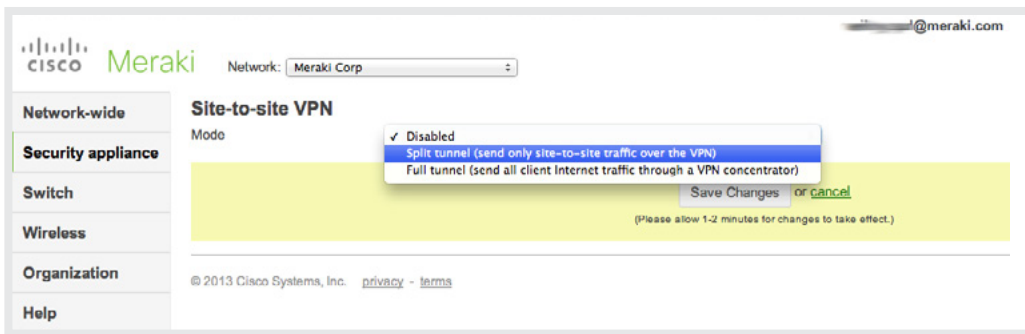 @meraki.com
CISCO Meraki
Network: Meraki Corp
Network-wide
Security appliance
Switch
Wireless
Organization
Help
Site-to-site VPN
Mode
✓ Disabled
Split tunnel (send only site-to-site traffic over the VPN)
Full tunnel (send all client Internet traffic through a VPN concentrator)
Save Changes or cancel
(Please allow 1-2 minutes for changes to take effect.)
© 2013 Cisco Systems, Inc. privacy - terms